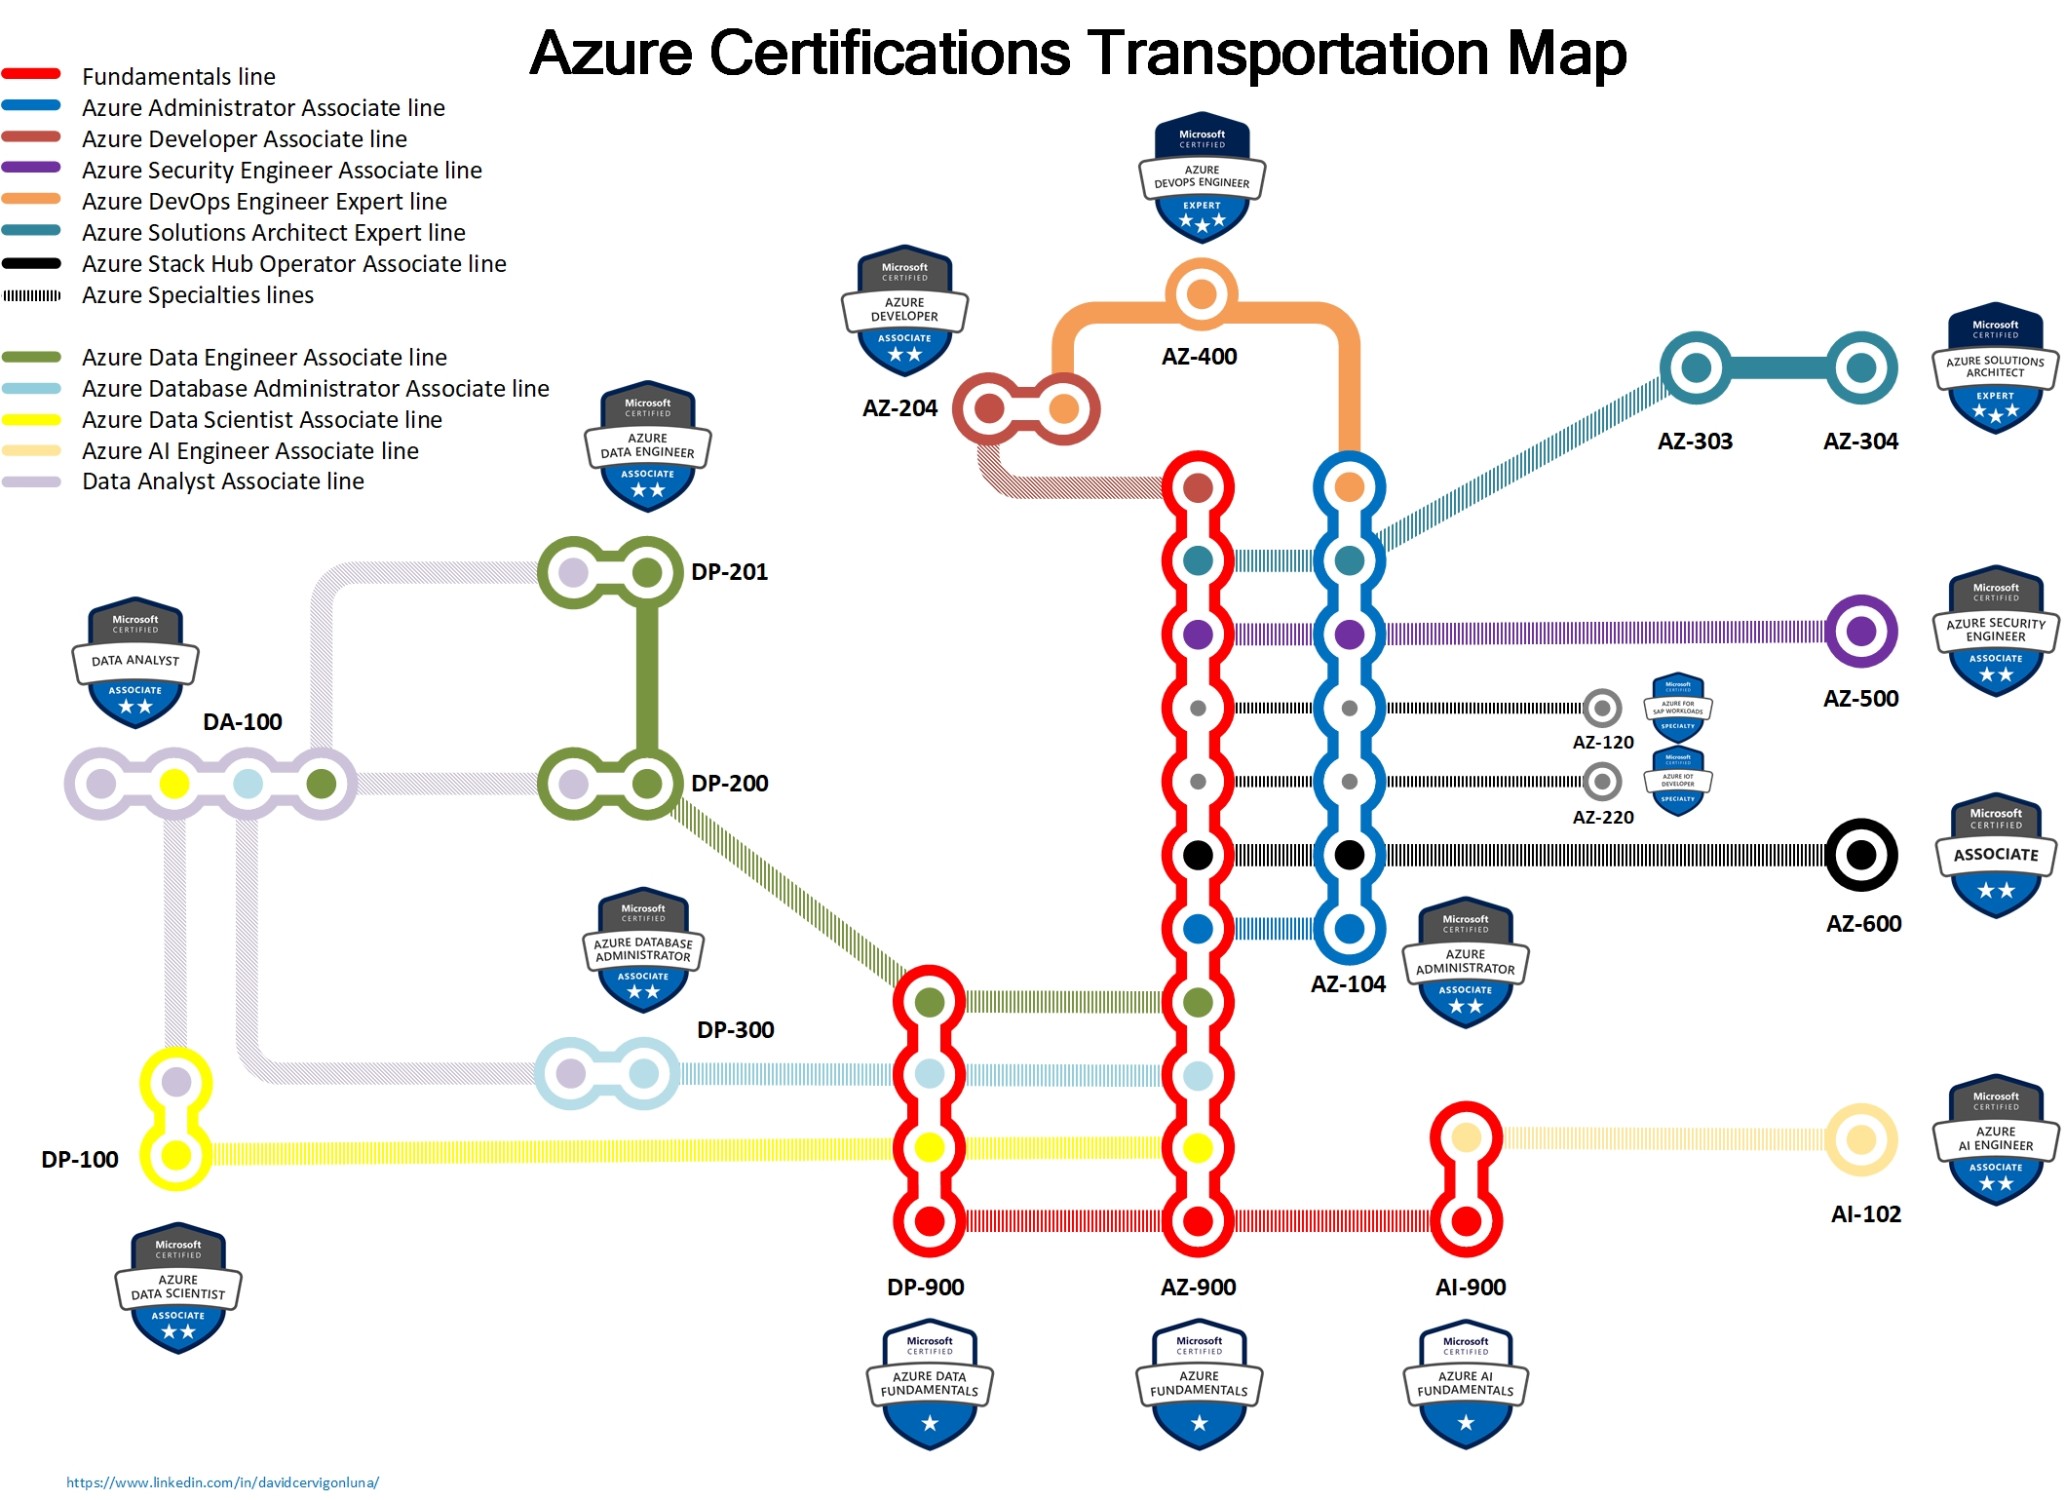 Azure Certifications Transportation Map
Fundamentals line
Azure Administrator Associate line
Azure Developer Associate line
Azure Security Engineer Associate line
Azure DevOps Engineer Expert line
Azure Solutions Architect Expert line
Azure Stack Hub Operator Associate line
Azure Specialties lines
Azure Data Engineer Associate line
Azure Database Administrator Associate line
Azure Data Scientist Associate line
Azure AI Engineer Associate line
Data Analyst Associate line
Microsoft
CERTIFIED
AZURE
DEVOPS ENGINEER
EXPERT
AZ-400
Microsoft
CERTIFIED
AZURE
DEVELOPER
ASSOCIATE
AZ-204
Microsoft
CERTIFIED
AZURE SOLUTIONS
ARCHITECT
EXPERT
AZ-303
AZ-304
Microsoft
CERTIFIED
AZURE
DATA ENGINEER
ASSOCIATE
DP-201
Microsoft
CERTIFIED
AZURE SECURITY
ENGINEER
ASSOCIATE
AZ-500
Microsoft
CERTIFIED
DATA ANALYST
ASSOCIATE
DA-100
DP-200
Microsoft
CERTIFIED
AZURE FOR
SAP WORKLOADS
SPECIALTY
AZ-120
Microsoft
CERTIFIED
AZURE IOT
DEVELOPER
SPECIALTY
AZ-220
Microsoft
CERTIFIED
ASSOCIATE
AZ-600
Microsoft
CERTIFIED
AZURE DATABASE
ADMINISTRATOR
ASSOCIATE
DP-300
AZ-104
Microsoft
CERTIFIED
AZURE
ADMINISTRATOR
ASSOCIATE
DP-100
Microsoft
CERTIFIED
AZURE
AI ENGINEER
ASSOCIATE
AI-102
Microsoft
CERTIFIED
AZURE
DATA SCIENTIST
ASSOCIATE
DP-900
AZ-900
AI-900
Microsoft
CERTIFIED
AZURE DATA
FUNDAMENTALS
Microsoft
CERTIFIED
AZURE
FUNDAMENTALS
Microsoft
CERTIFIED
AZURE AI
FUNDAMENTALS
https://www.linkedin.com/in/davidcervigonluna/